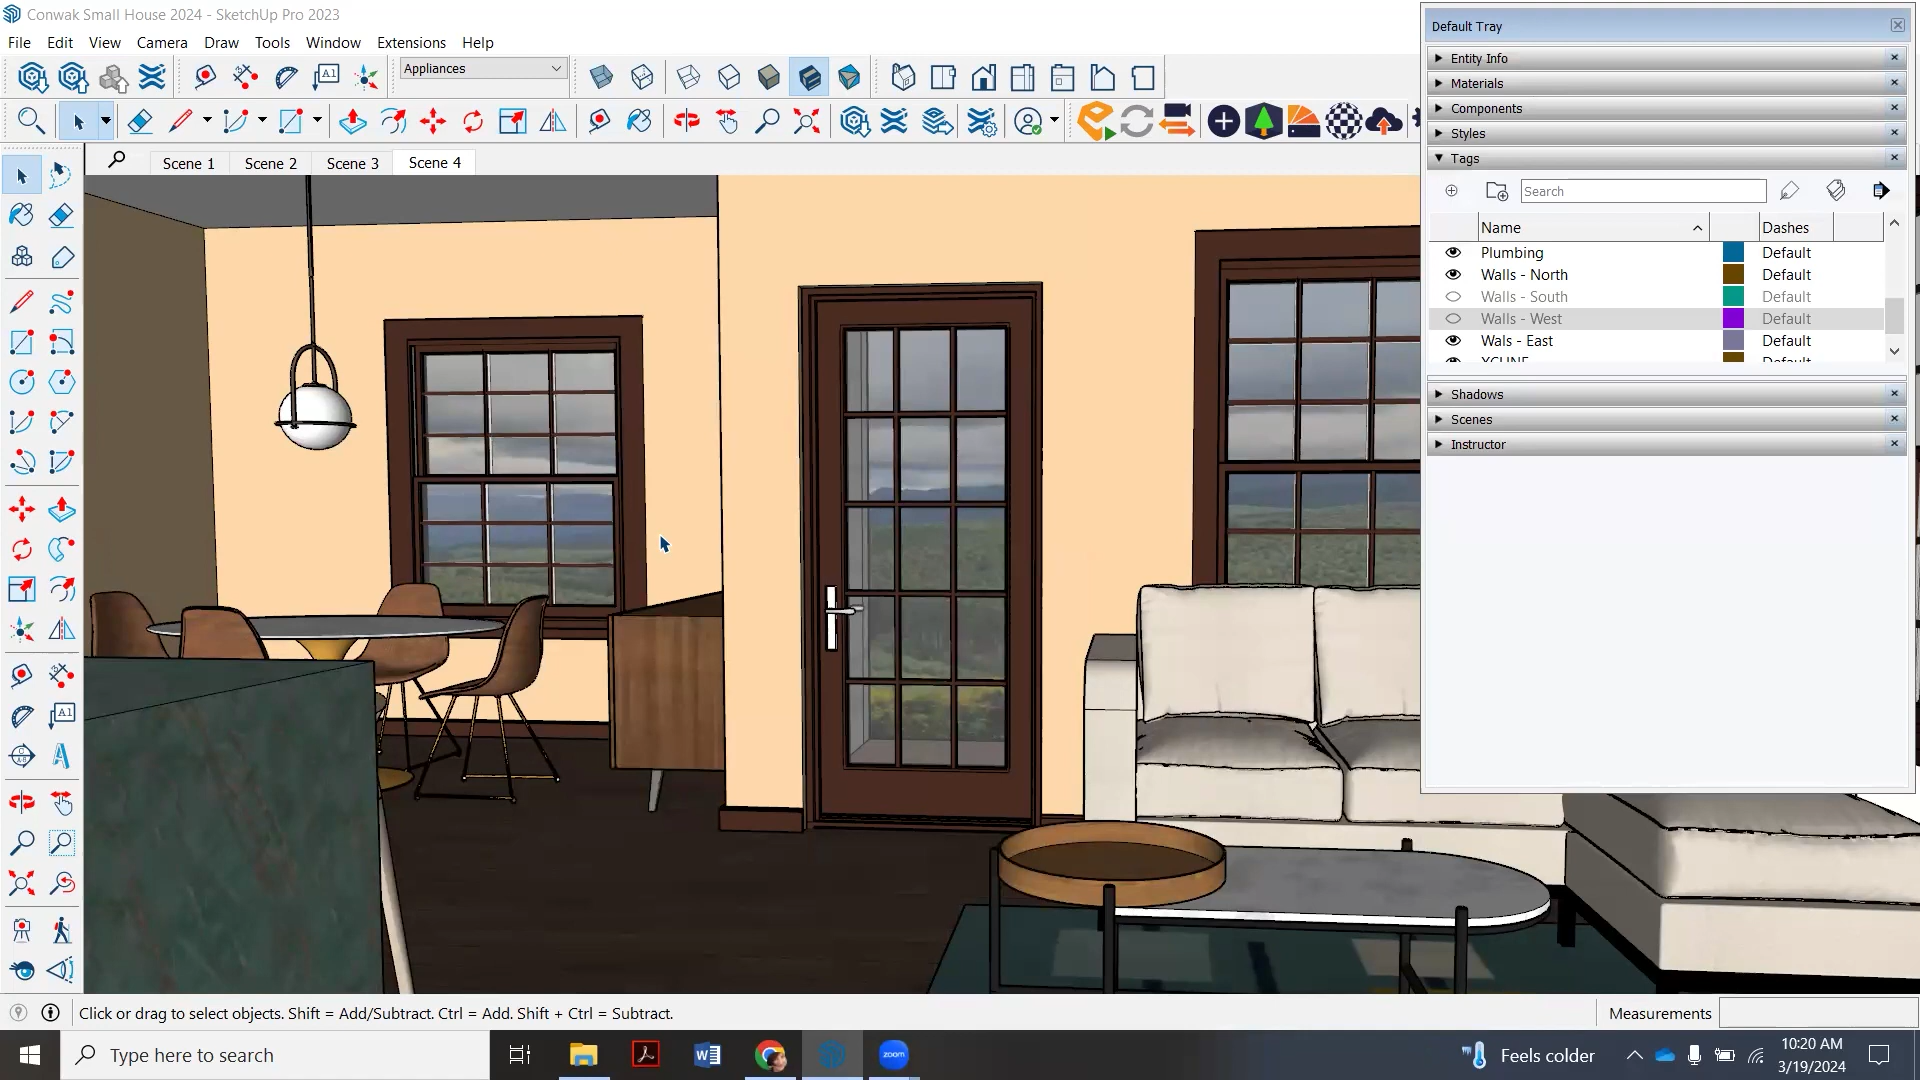 Conwak Small House 2024 - SketchUp Pro 2023
File Edit View Camera Draw Tools Window Extensions Help
Appliances
A1
Scene 1 Scene 2 Scene 3 Scene 4
Default Tray
Entity Info
Materials
Components
Styles
Tags
Search
Name Dashes
Plumbing Default
Walls - North Default
Walls - South Default
Walls - West Default
Wals - East Default
Shadows
Scenes
Instructor
A1
Click or drag to select objects. Shift = Add/Subtract. Ctrl = Add. Shift + Ctrl = Subtract.
Measurements
Type here to search
zoom
Feels colder
10:20 AM
3/19/2024